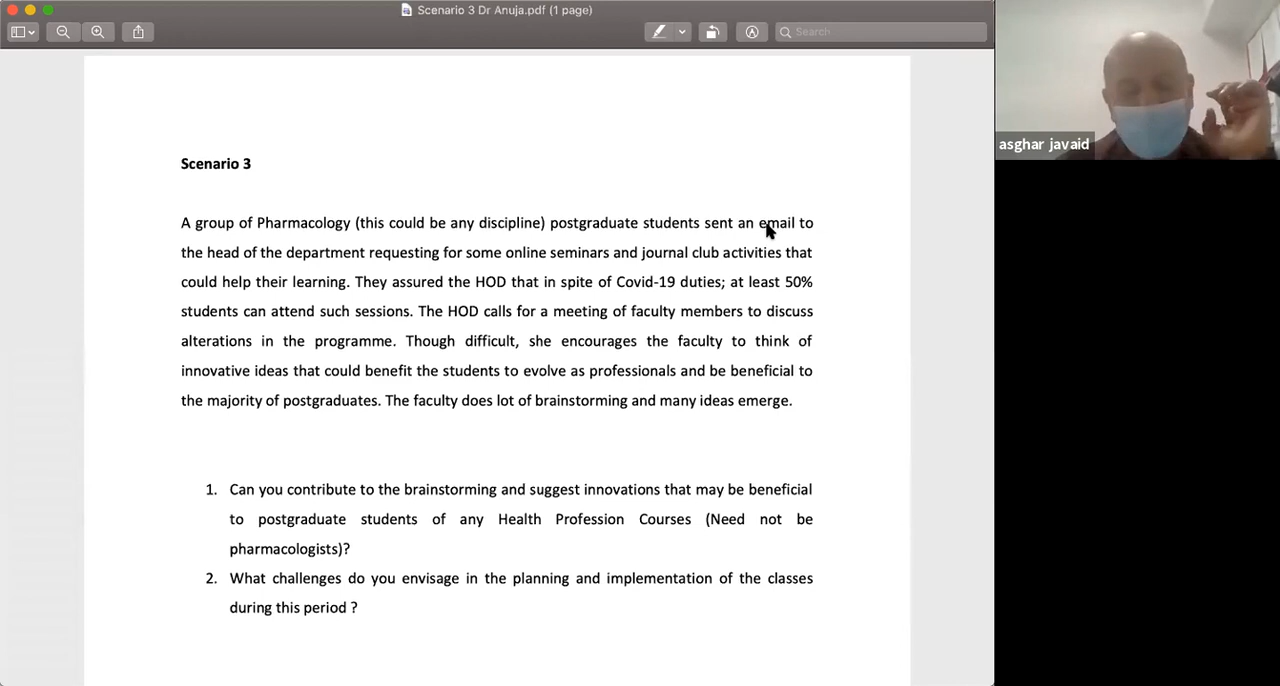 Scenario 3 Dr Anuja.pdf (1 page)
Search
asghar javaid
Scenario 3
A group of Pharmacology (this could be any discipline) postgraduate students sent an email to
the head of the department requesting for some online seminars and journal club activities that
could help their learning. They assured the HOD that in spite of Covid-19 duties; at least 50%
students can attend such sessions. The HOD calls for a meeting of faculty members to discuss
alterations in the programme. Though difficult, she encourages the faculty to think of
innovative ideas that could benefit the students to evolve as professionals and be beneficial to
the majority of postgraduates. The faculty does lot of brainstorming and many ideas emerge.
1. Can you contribute to the brainstorming and suggest innovations that may be beneficial
to postgraduate students of any Health Profession Courses (Need not be
pharmacologists)?
2. What challenges do you envisage in the planning and implementation of the classes
during this period ?